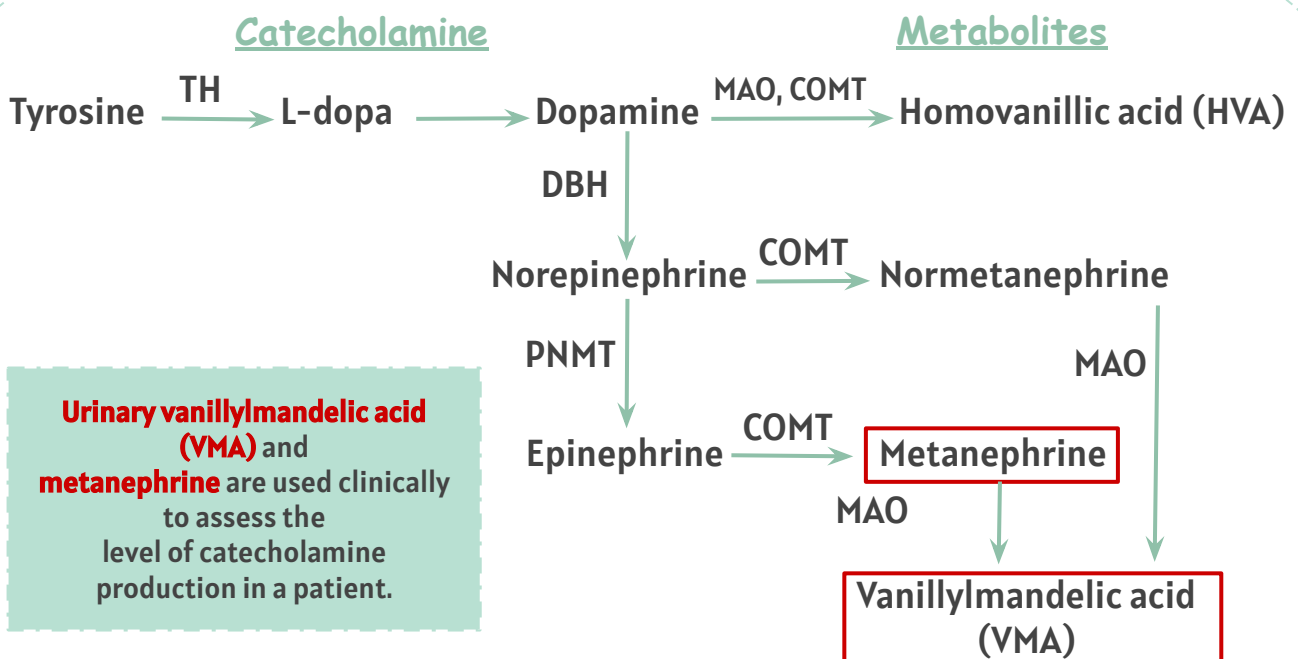 Catecholamine
Metabolites
TH
MAO, COMT
Tyrosine
L-dopa
Dopamine
Homovanillic acid (HVA)
DBH
COMT
Norepinephrine
Normetanephrine
PNMT
MAO
COMT
Epinephrine
Metanephrine
MAO
Vanillylmandelic acid
(VMA)
Urinary vanillylmandelic acid
(VMA) and
metanephrine are used clinically
to assess the
level of catecholamine
production in a patient.